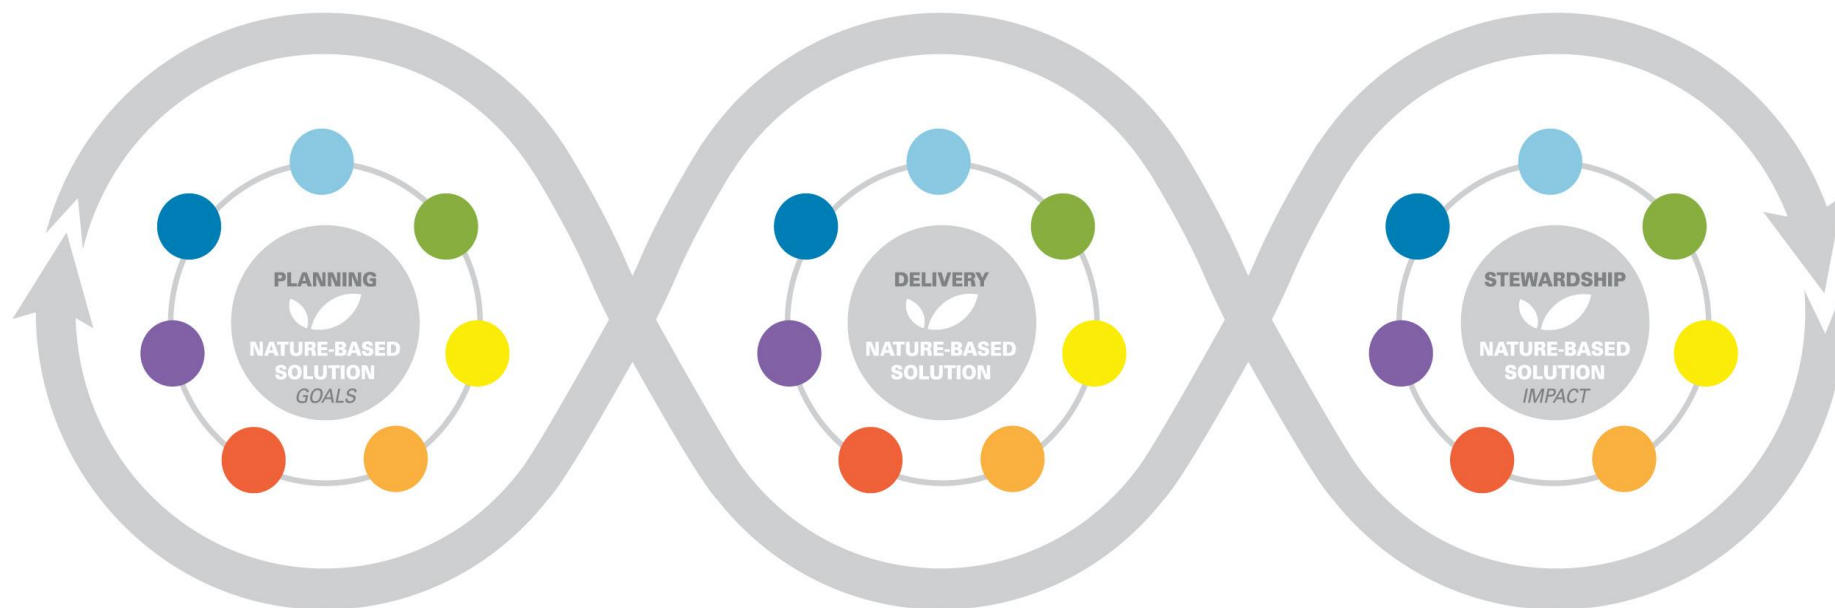 PLANNING
NATURE-BASED
SOLUTION
GOALS
DELIVERY
NATURE-BASED
SOLUTION
STEWARDSHIP
NATURE-BASED
SOLUTION
IMPACT